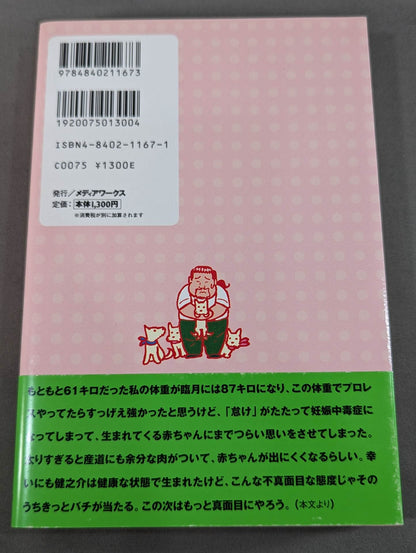 9784840211673
1920075013004
ISBN4-8402-1167-1
C0075 ¥1300E
発行／メディアワークス
定価：本体1,300円
※消費税が別に加算されます
もともと61キロだった私の体重が臨月には87キロになり、この体重でプロレ
スやってたらすっげえ強かったと思うけど、「怠け」がたたって妊娠中毒症に
なってしまって、生まれてくる赤ちゃんにまでつらい思いをさせてしまった。
太りすぎると産道にも余分な肉がついて、赤ちゃんが出にくくなるらしい。幸
いにも健之介は健康な状態で生まれたけど、こんな不真面目な態度じゃその
うちきっとバチが当たる。この次はもっと真面目にやろう。（本文より）